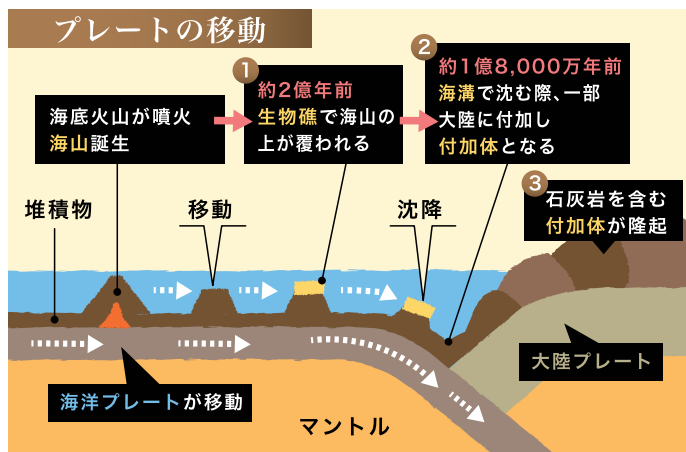 プレートの移動
海底火山が噴火
海山誕生
1
約2億年前
生物礁で海山の
上が覆われる
2
約1億8,000万年前
海溝で沈む際、一部
大陸に付加し
付加体となる
3
石灰岩を含む
付加体が隆起
堆積物
移動
沈降
大陸プレート
海洋プレートが移動
マントル